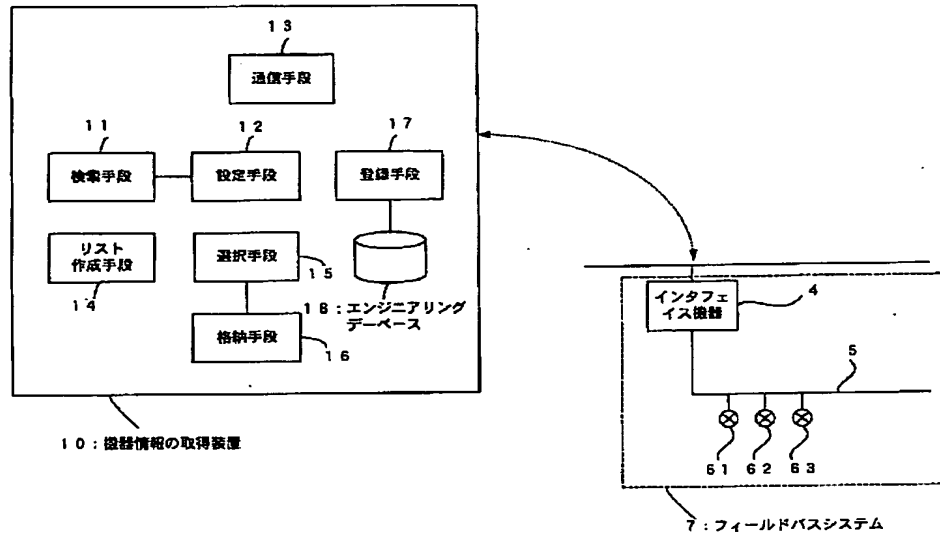 １３
通信手段
１１
１２
１７
検索手段
設定手段
登録手段
リスト
作成手段
１４
選択手段
１５
１８：エンジニアリング
デーベース
格納手段
１６
１０：機器情報の取得装置
インタフェ
イス機器
４
５
６１
６２
６３
７：フィールドバスシステム